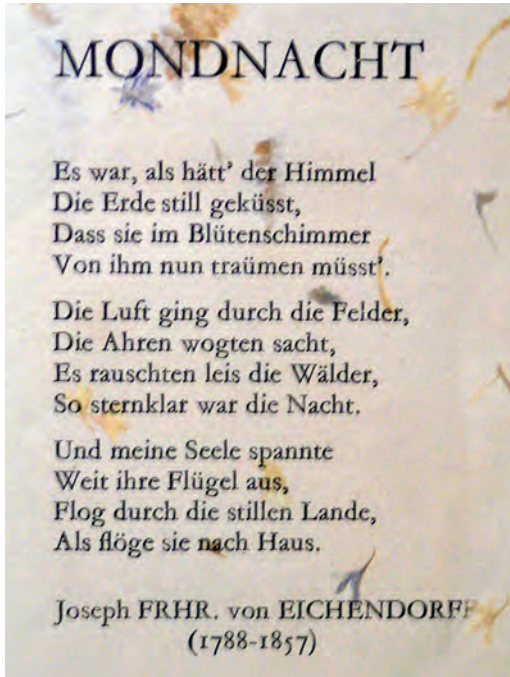 MONDNACHT
Es war, als hätt' der Himmel
Die Erde still geküsst,
Dass sie im Blütenschimmer
Von ihm nun traümen müsst'.
Die Luft ging durch die Felder,
Die Ahren wogten sacht,
Es rauschten leis die Wälder,
So sternklar war die Nacht.
Und meine Seele spannte
Weit ihre Flügel aus,
Flog durch die stillen Lande,
Als flöge sie nach Haus.
Joseph FRHR. von EICHENDORFF
(1788-1857)